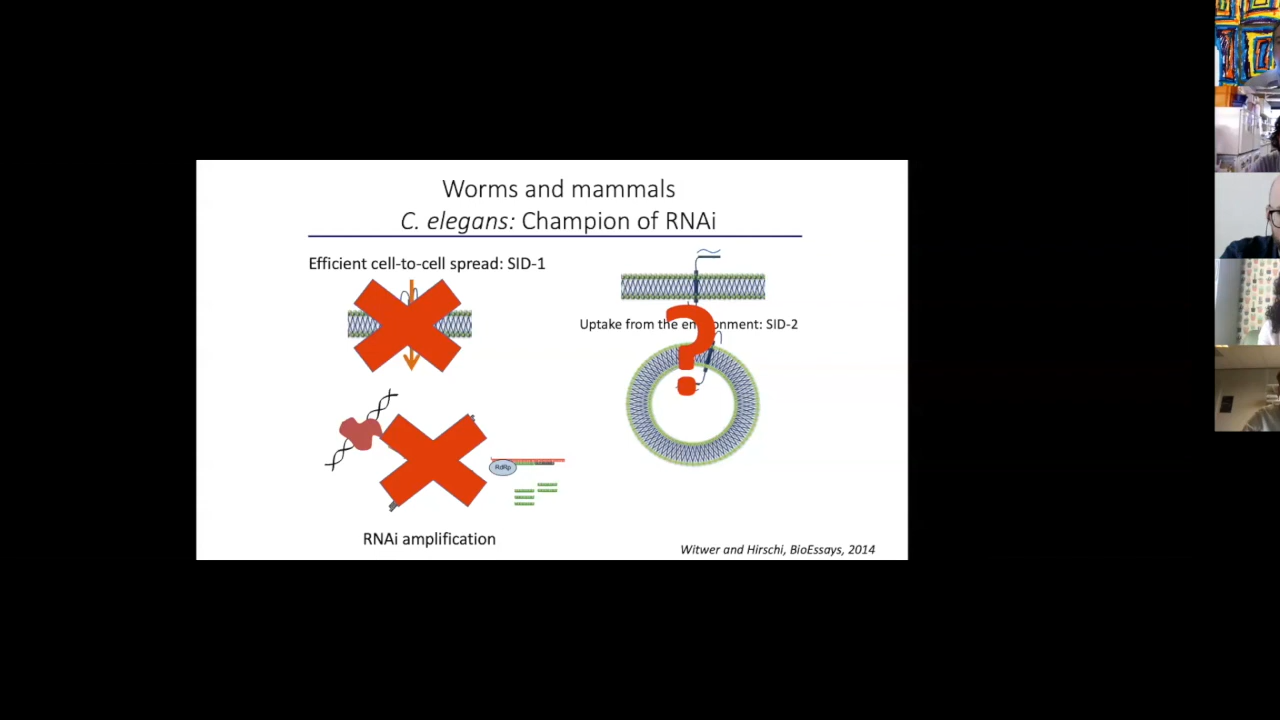 Worms and mammals
C. elegans: Champion of RNAi
Efficient cell-to-cell spread: SID-1
Uptake from the en onment: SID-2
RdRp
RNAi amplification
Witwer and Hirschi, BioEssays, 2014